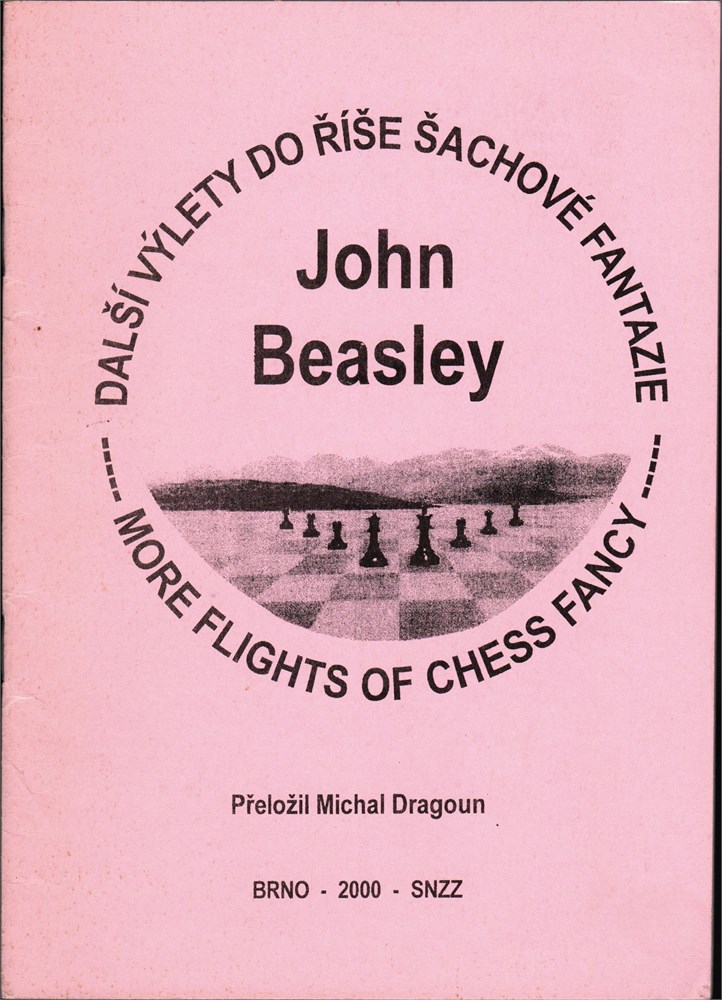 DALŠÍ VÝLETY DO ŘÍŠE ŠACHOVÉ FANTAZIE
John
Beasley
----- MORE FLIGHTS OF CHESS FANCY -----
Přeložil Michal Dragoun
BRNO - 2000 - SNZZ